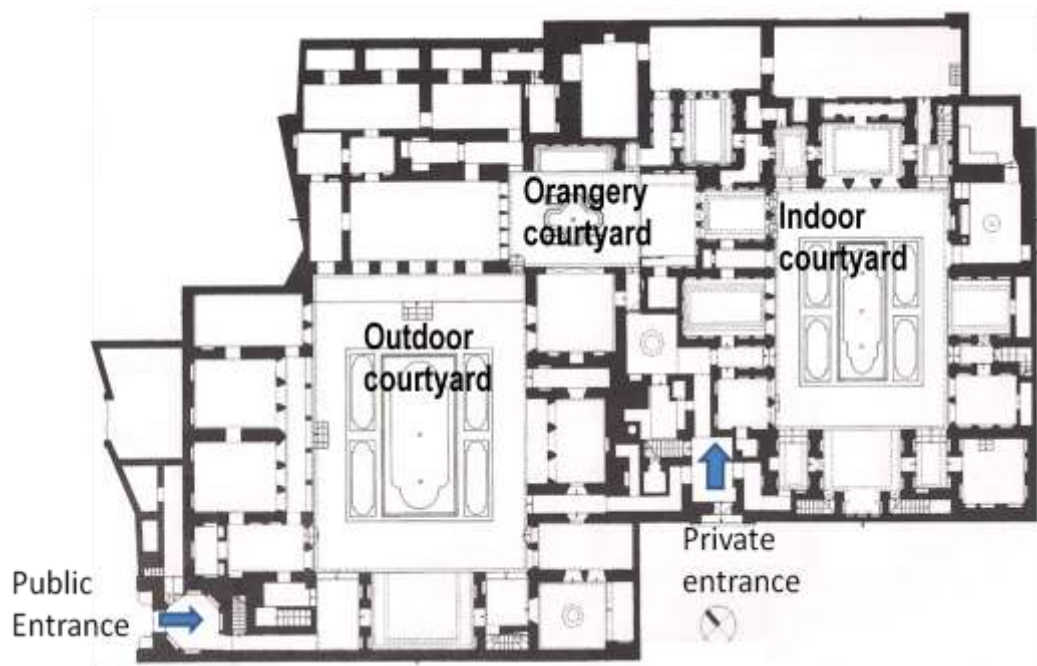 Orangery
courtyard
Indoor
courtyard
Outdoor
courtyard
Private
entrance
Public
Entrance